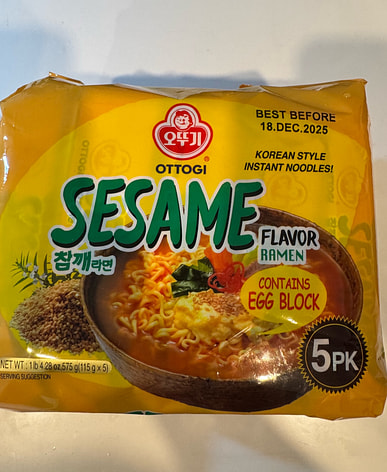 BEST BEFORE
18.DEC.2025
오뚜기
OTTOGI
KOREAN STYLE
INSTANT NOODLES!
SESAME
FLAVOR
RAMEN
참깨라면
CONTAINS
EGG BLOCK
5PK
NET WT : 1 lb 4.28 oz, 575 g (115 g x 5)
SERVING SUGGESTION
OTTOGI